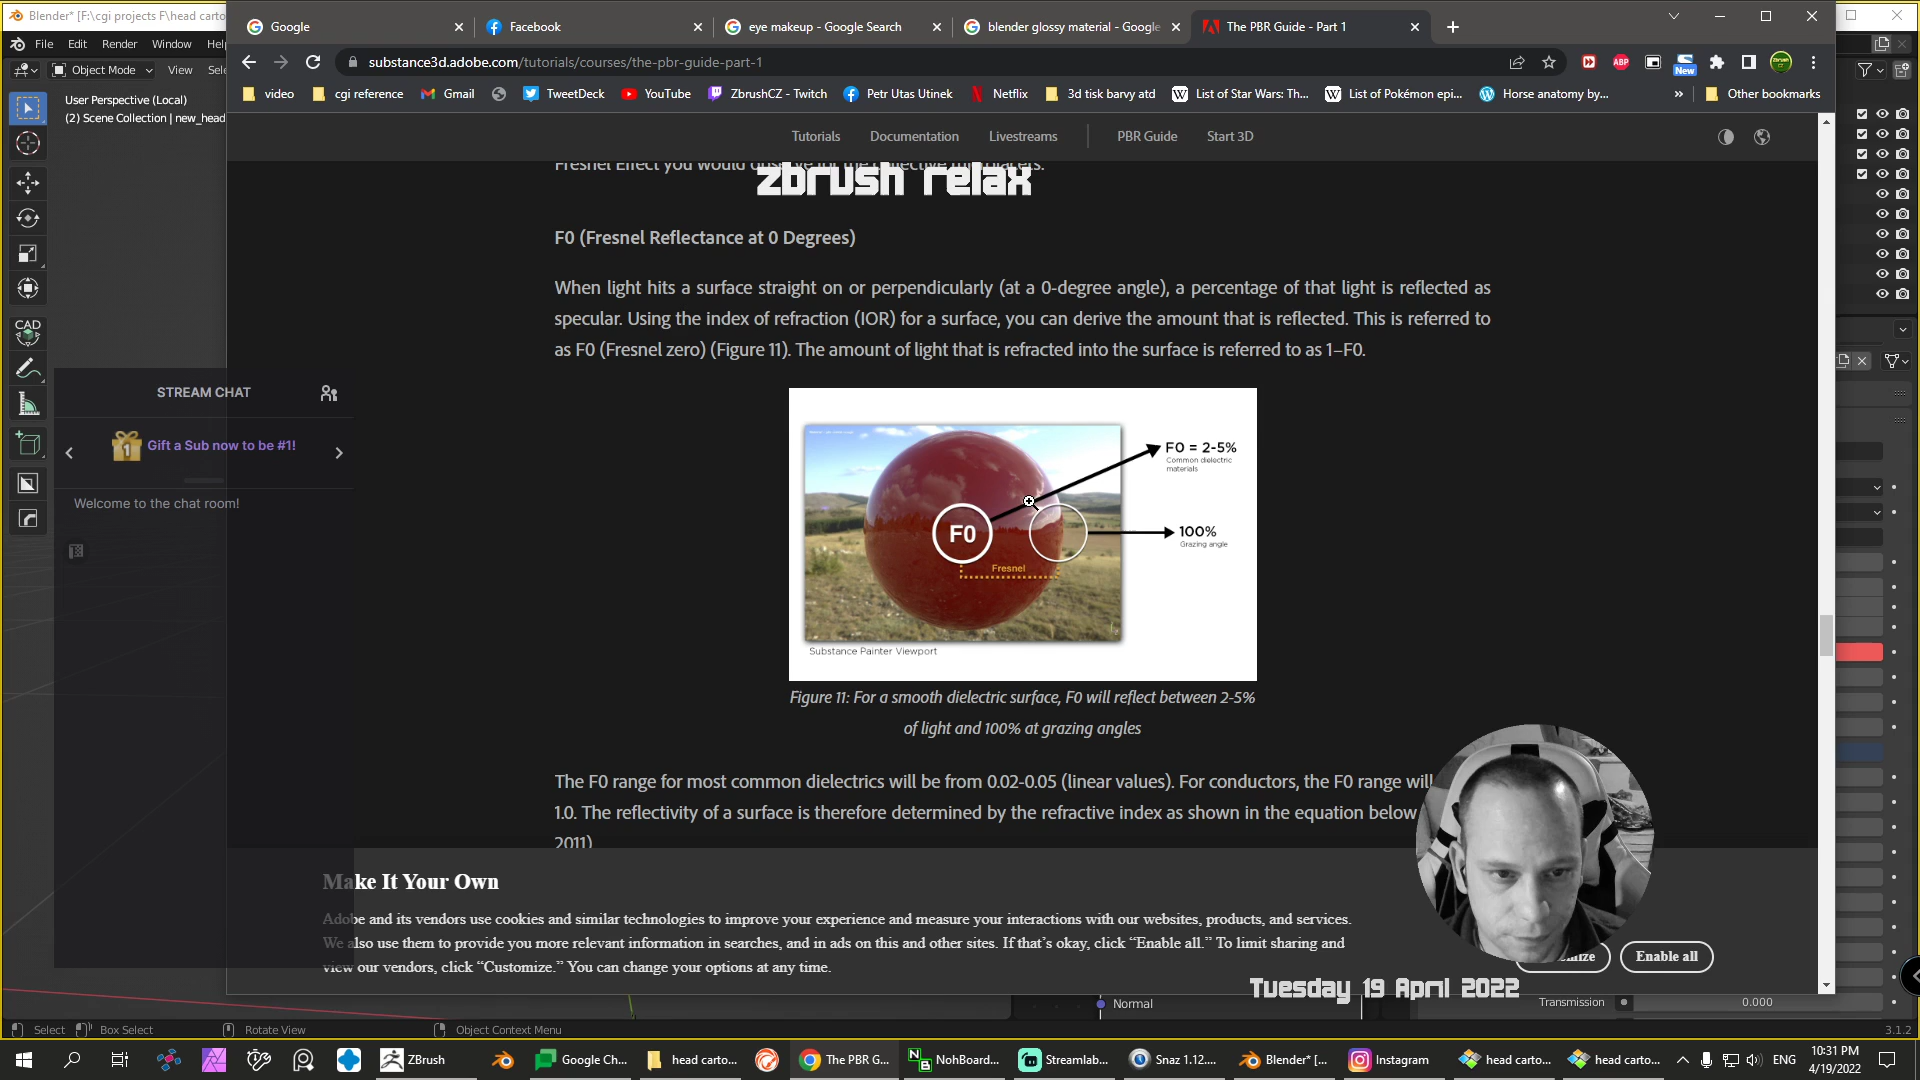 Blender* [F:\cgi projects F\head carto
Google
Facebook
eye makeup - Google Search
blender glossy material - Google
The PBR Guide - Part 1
File Edit Render Window Help
substance3d.adobe.com/tutorials/courses/the-pbr-guide-part-1
ABP
New
Object Mode View Sele
video
cgi reference
Gmail
TweetDeck
YouTube
ZbrushCZ - Twitch
Petr Utas Utinek
Netflix
3d tisk barvy atd
List of Star Wars: Th...
List of Pokémon epi...
Horse anatomy by...
»
Other bookmarks
User Perspective (Local)
(2) Scene Collection | new_head
Tutorials Documentation Livestreams PBR Guide Start 3D
zbrush relax
F0 (Fresnel Reflectance at 0 Degrees)
When light hits a surface straight on or perpendicularly (at a 0-degree angle), a percentage of that light is reflected as
specular. Using the index of refraction (IOR) for a surface, you can derive the amount that is reflected. This is referred to
as F0 (Fresnel zero) (Figure 11). The amount of light that is refracted into the surface is referred to as 1–F0.
CAD
STREAM CHAT
1 Gift a Sub now to be #1!
Welcome to the chat room!
F0 = 2-5%
Common dielectric
materials
F0
100%
Grazing angle
Fresnel
Substance Painter Viewport
Figure 11: For a smooth dielectric surface, F0 will reflect between 2-5%
of light and 100% at grazing angles
The F0 range for most common dielectrics will be from 0.02-0.05 (linear values). For conductors, the F0 range will
1.0. The reflectivity of a surface is therefore determined by the refractive index as shown in the equation below
2011)
Make It Your Own
Adobe and its vendors use cookies and similar technologies to improve your experience and measure your interactions with our websites, products, and services.
We also use them to provide you more relevant information in searches, and in ads on this and other sites. If that's okay, click “Enable all.” To limit sharing and
view our vendors, click “Customize.” You can change your options at any time.
Enable all
Tuesday 19 April 2022
Normal
Transmission 0.000
Select Box Select Rotate View Object Context Menu 3.1.2
ZBrush
Google Ch...
head carto...
The PBR G...
NohBoard...
Streamlab...
Snaz 1.12....
Blender* [...
Instagram
head carto...
head carto...
ENG
10:31 PM
4/19/2022